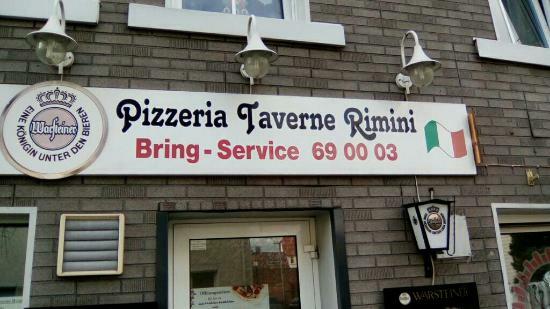 EINE KÖNIGIN UNTER DEN BIEREN
Warsteiner
Pizzeria Taverne Rimini
Bring - Service 69 00 03
WARSTEINER